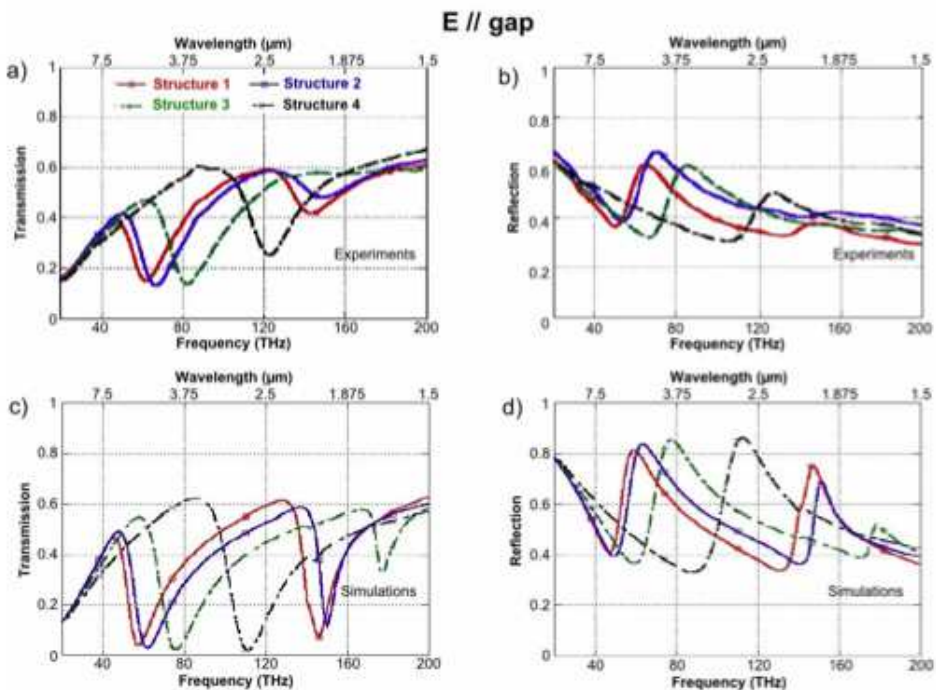 E // gap
Wavelength (µm)
7.5 3.75 2.5 1.875 1.5
a)
1
Structure 1 Structure 2
Structure 3 Structure 4
0.8
0.6
0.4
0.2
0
Transmission
Experiments
40 80 120 160 200
Frequency (THz)
Wavelength (µm)
7.5 3.75 2.5 1.875 1.5
b)
1
0.8
0.6
0.4
0.2
0
Reflection
Experiments
40 80 120 160 200
Frequency (THz)
Wavelength (µm)
7.5 3.75 2.5 1.875 1.5
c)
1
0.8
0.6
0.4
0.2
0
Transmission
Simulations
40 80 120 160 200
Frequency (THz)
Wavelength (µm)
7.5 3.75 2.5 1.875 1.5
d)
1
0.8
0.6
0.4
0.2
0
Reflection
Simulations
40 80 120 160 200
Frequency (THz)